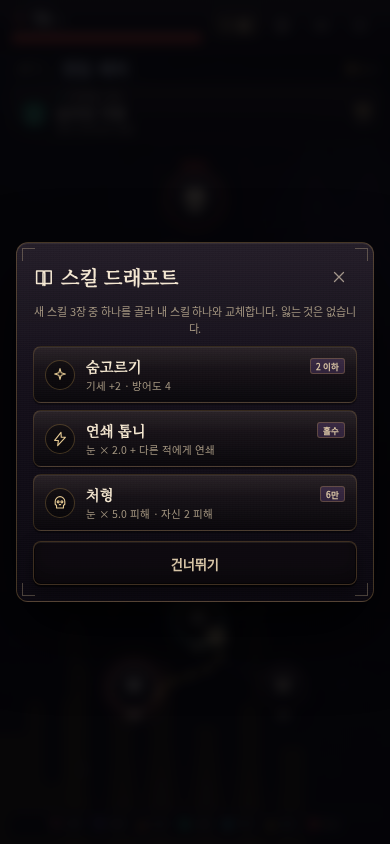 스킬 드래프트
새 스킬 3장 중 하나를 골라 내 스킬 하나와 교체합니다. 잃는 것은 없습니
다.
숨고르기
2 이하
기세 +2 · 방어도 4
연쇄 톱니
홀수
눈 × 2.0 + 다른 적에게 연쇄
처형
6만
눈 × 5.0 피해 · 자신 2 피해
건너뛰기